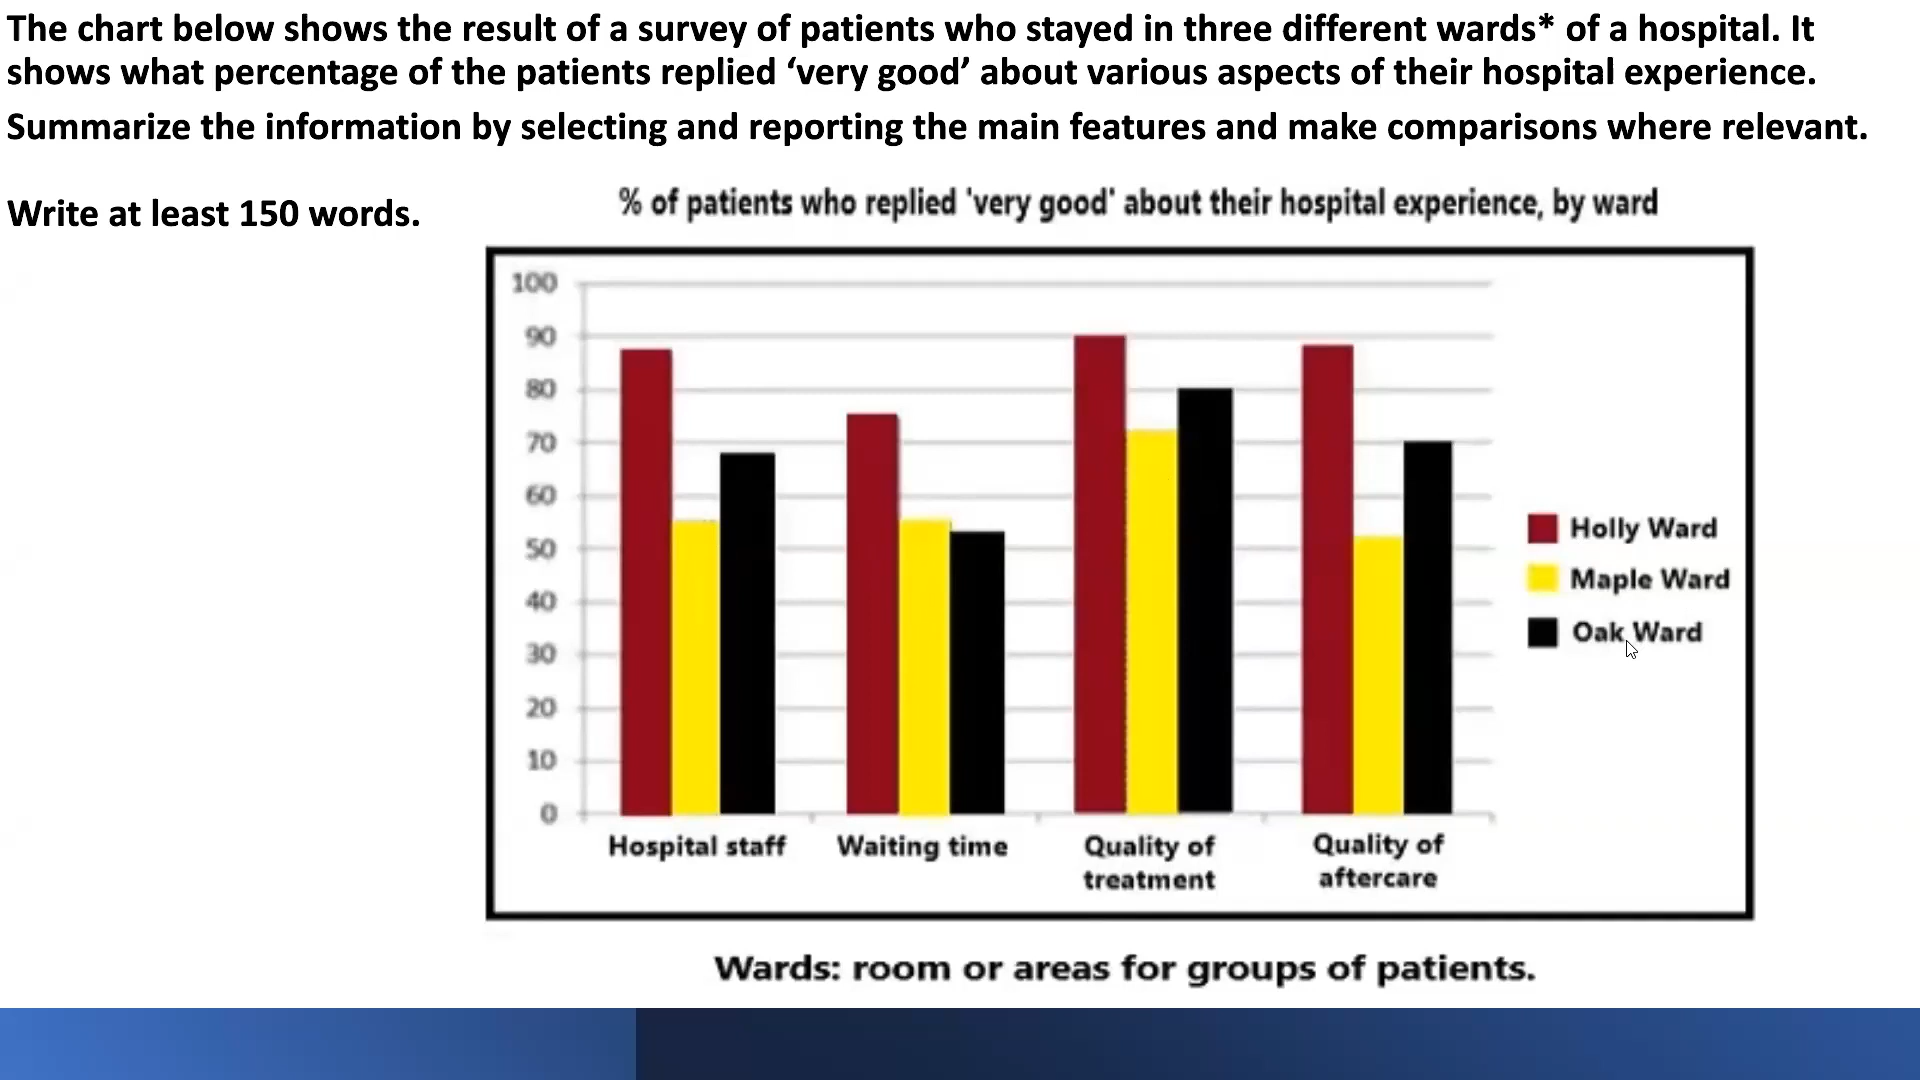 The chart below shows the result of a survey of patients who stayed in three different wards* of a hospital. It
shows what percentage of the patients replied ‘very good’ about various aspects of their hospital experience.
Summarize the information by selecting and reporting the main features and make comparisons where relevant.
Write at least 150 words.
% of patients who replied 'very good' about their hospital experience, by ward
100
90
80
70
60
50
40
30
20
10
0
Hospital staff
Waiting time
Quality of
treatment
Quality of
aftercare
Holly Ward
Maple Ward
Oak Ward
Wards: room or areas for groups of patients.